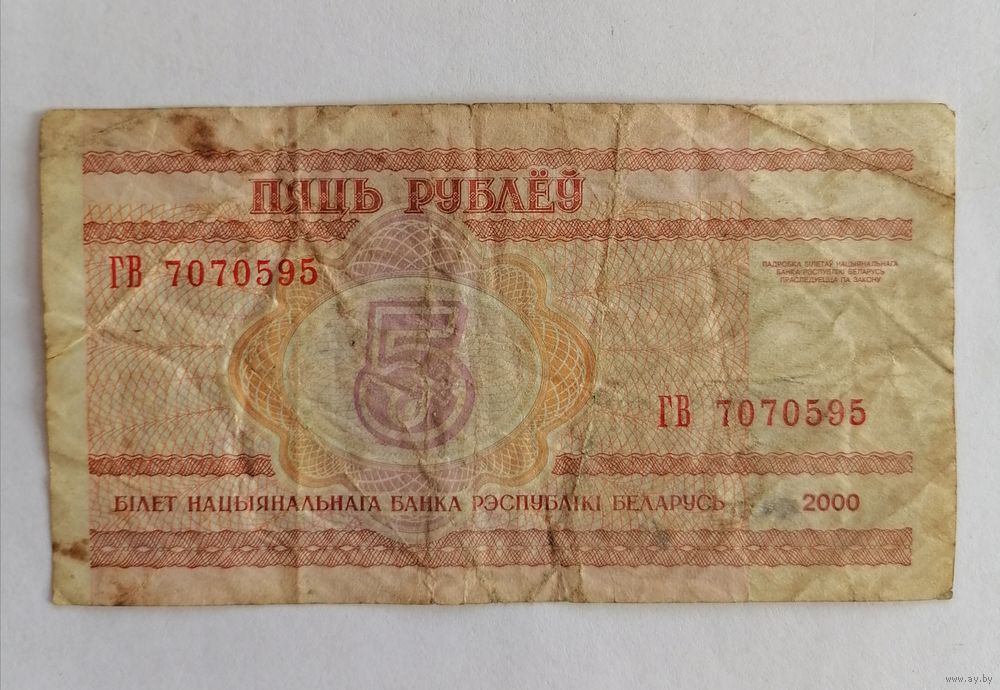 ПЯЦЬ РУБЛЁЎ
ГВ 7070595
ПАДРОБКА БІЛЕТАЎ НАЦЫЯНАЛЬНАГА
БАНКА РЭСПУБЛІКІ БЕЛАРУСЬ
ПРАСЛЕДУЕЦЦА ПА ЗАКОНУ
5
ГВ 7070595
БІЛЕТ НАЦЫЯНАЛЬНАГА БАНКА РЭСПУБЛІКІ БЕЛАРУСЬ 2000
www.ay.by